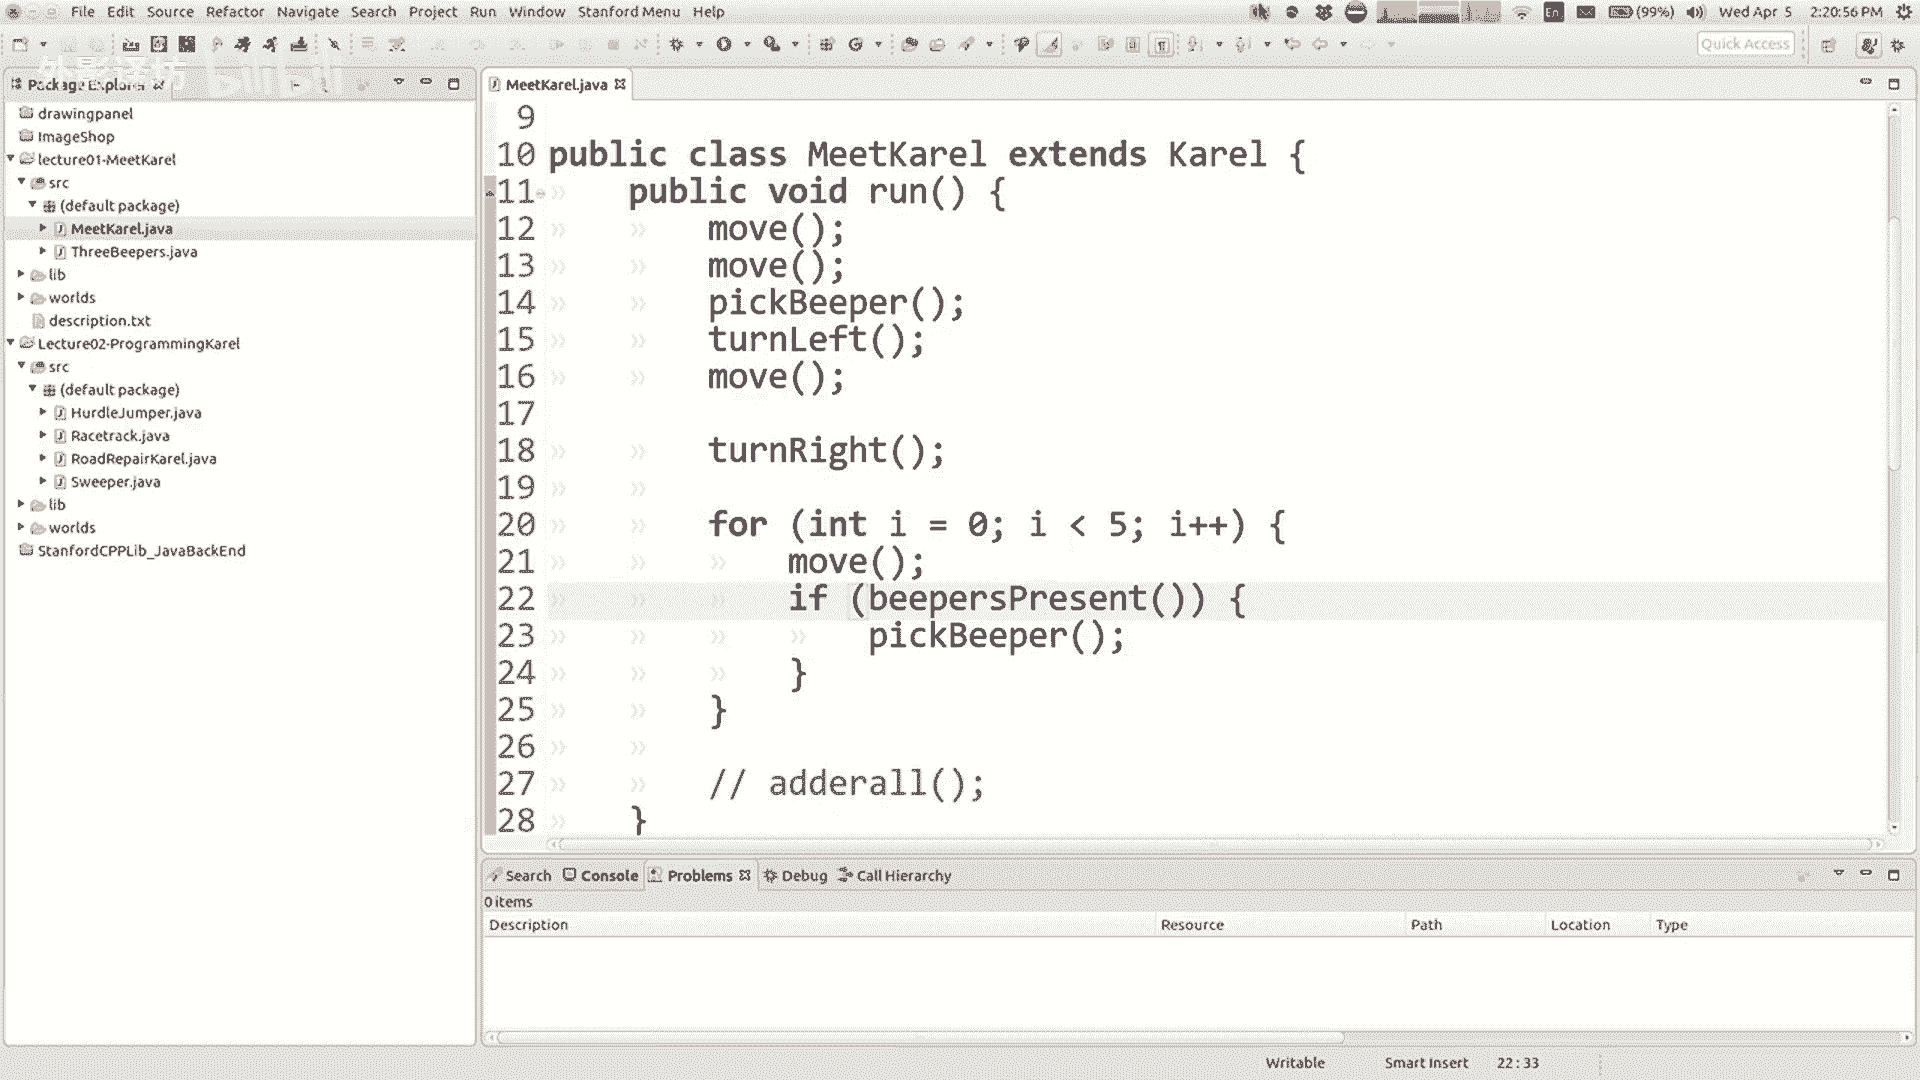 File Edit Source Refactor Navigate Search Project Run Window Stanford Menu Help En (99%) Wed Apr 5 2:20:56 PM
Quick Access
外影译坊 bilibili
Package Explorer
drawingpanel
ImageShop
lecture01-MeetKarel
src
(default package)
MeetKarel.java
ThreeBeepers.java
lib
worlds
description.txt
Lecture02-ProgrammingKarel
src
(default package)
HurdleJumper.java
Racetrack.java
RoadRepairKarel.java
Sweeper.java
lib
worlds
StanfordCPPLib_JavaBackEnd
MeetKarel.java
9
10 public class MeetKarel extends Karel {
11 public void run() {
12 move();
13 move();
14 pickBeeper();
15 turnLeft();
16 move();
17
18 turnRight();
19
20 for (int i = 0; i < 5; i++) {
21 move();
22 if (beepersPresent()) {
23 pickBeeper();
24 }
25 }
26
27 // adderall();
28 }
Search Console Problems Debug Call Hierarchy
0 items
Description Resource Path Location Type
Writable Smart Insert 22:33